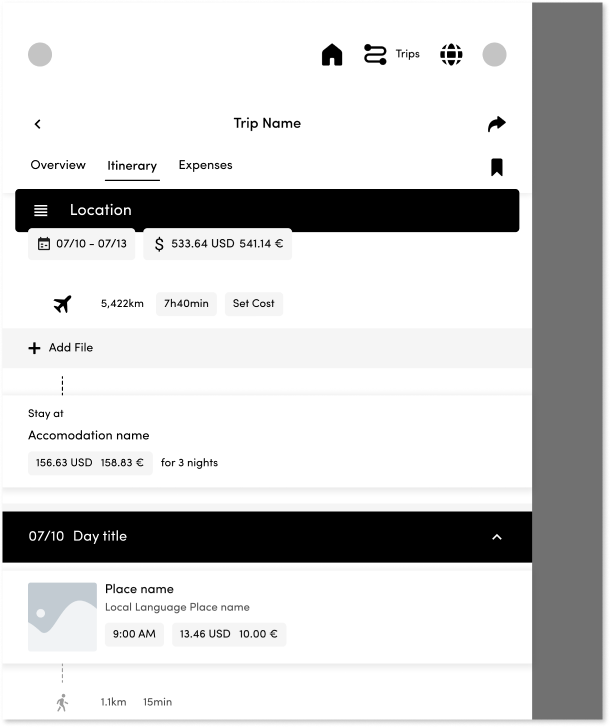 Trips
Trip Name
Overview Itinerary Expenses
Location
07/10 - 07/13 $ 533.64 USD 541.14 €
5,422km 7h40min Set Cost
+ Add File
Stay at
Accomodation name
156.63 USD 158.83 € for 3 nights
07/10 Day title
Place name
Local Language Place name
9:00 AM 13.46 USD 10.00 €
1.1km 15min